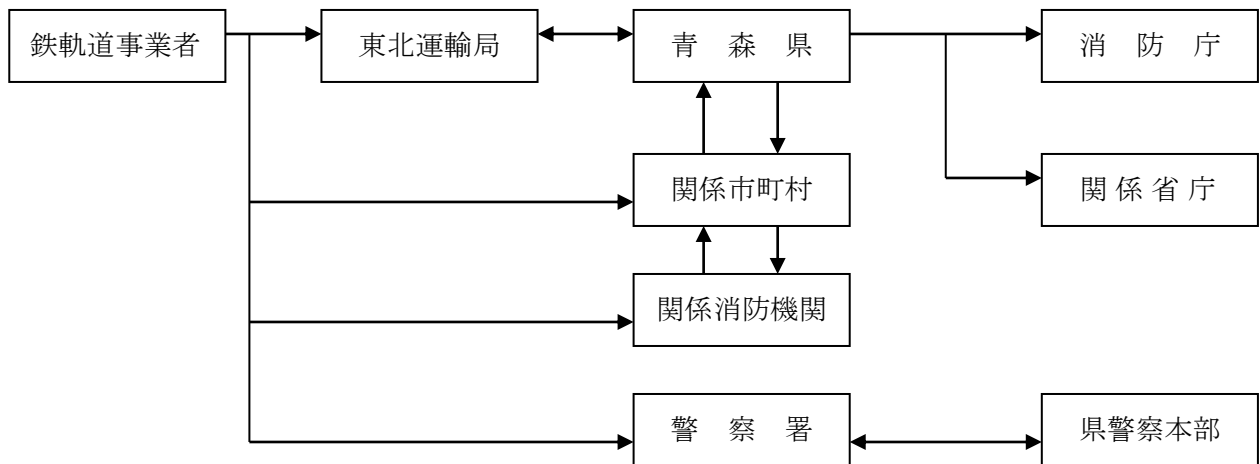 鉄軌道事業者
東北運輸局
青 森 県
消 防 庁
関係市町村
関 係 省 庁
関係消防機関
警 察 署
県警察本部